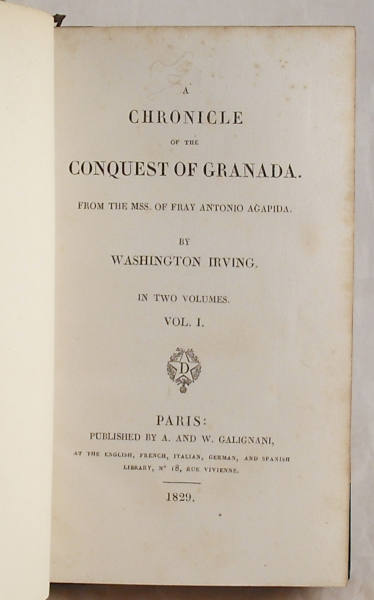 A
CHRONICLE
OF THE
CONQUEST OF GRANADA.
FROM THE MSS. OF FRAY ANTONIO AGAPIDA.
BY
WASHINGTON IRVING.
IN TWO VOLUMES.
VOL. I.
D
PARIS:
PUBLISHED BY A. AND W. GALIGNANI,
AT THE ENGLISH, FRENCH, ITALIAN, GERMAN, AND SPANISH
LIBRARY, Nº 18, RUE VIVIENNE.
1829.